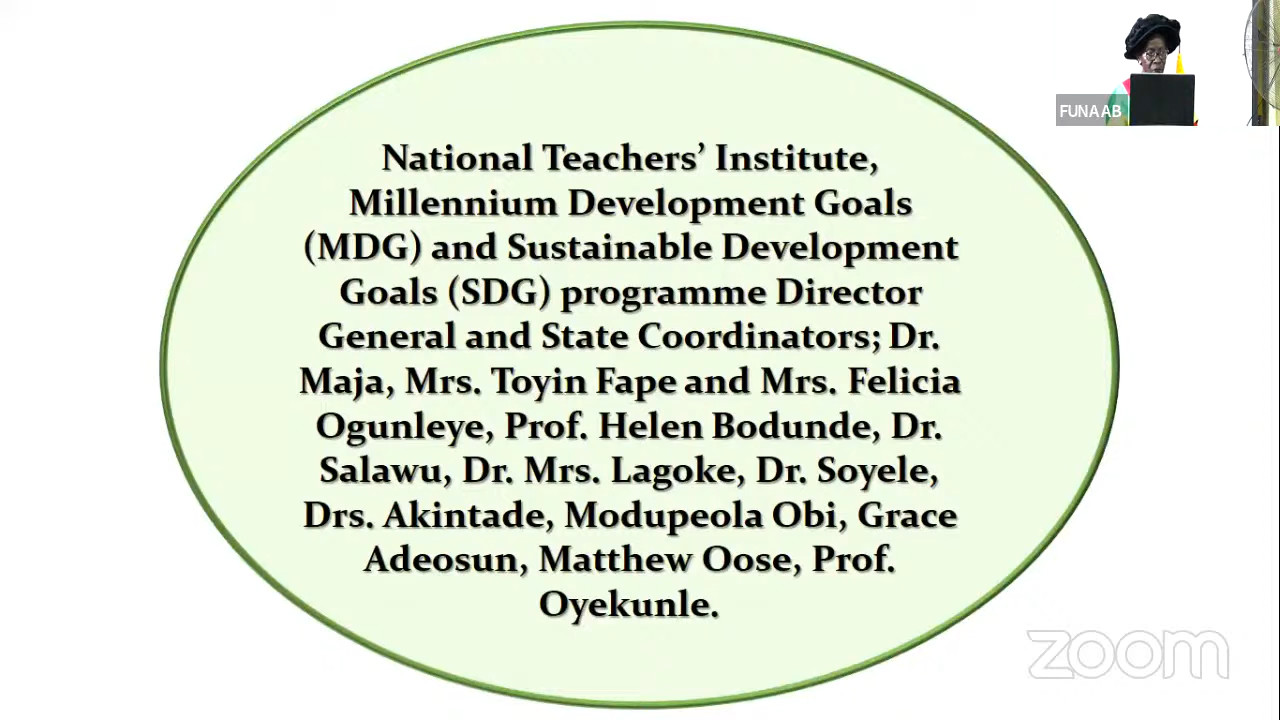 National Teachers' Institute,
Millennium Development Goals
(MDG) and Sustainable Development
Goals (SDG) programme Director
General and State Coordinators; Dr.
Maja, Mrs. Toyin Fape and Mrs. Felicia
Ogunleye, Prof. Helen Bodunde, Dr.
Salawu, Dr. Mrs. Lagoke, Dr. Soyele,
Drs. Akintade, Modupeola Obi, Grace
Adeosun, Matthew Oose, Prof.
Oyekunle.
FUNAAB
zoom